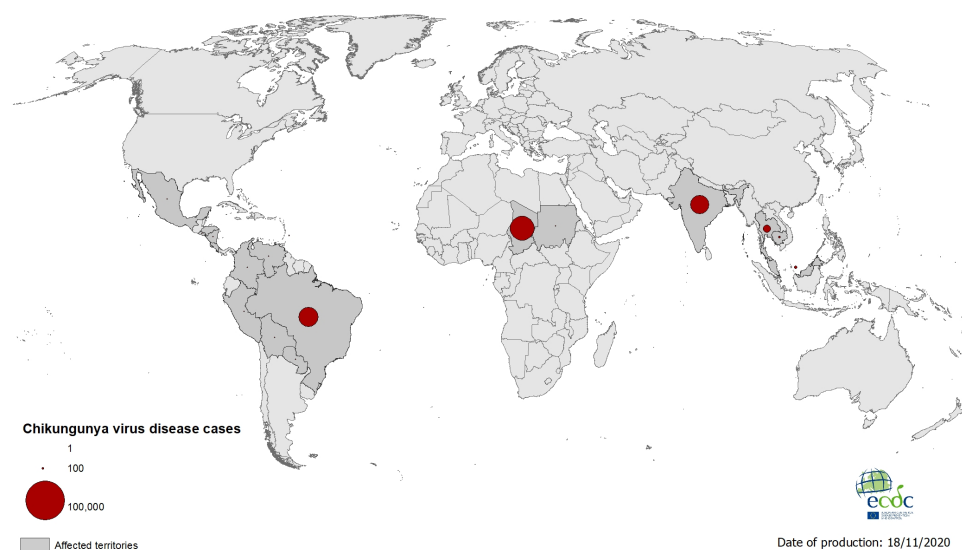 Chikungunya virus disease cases
1
100
100,000
Affected territories
ecdc
Date of production: 18/11/2020